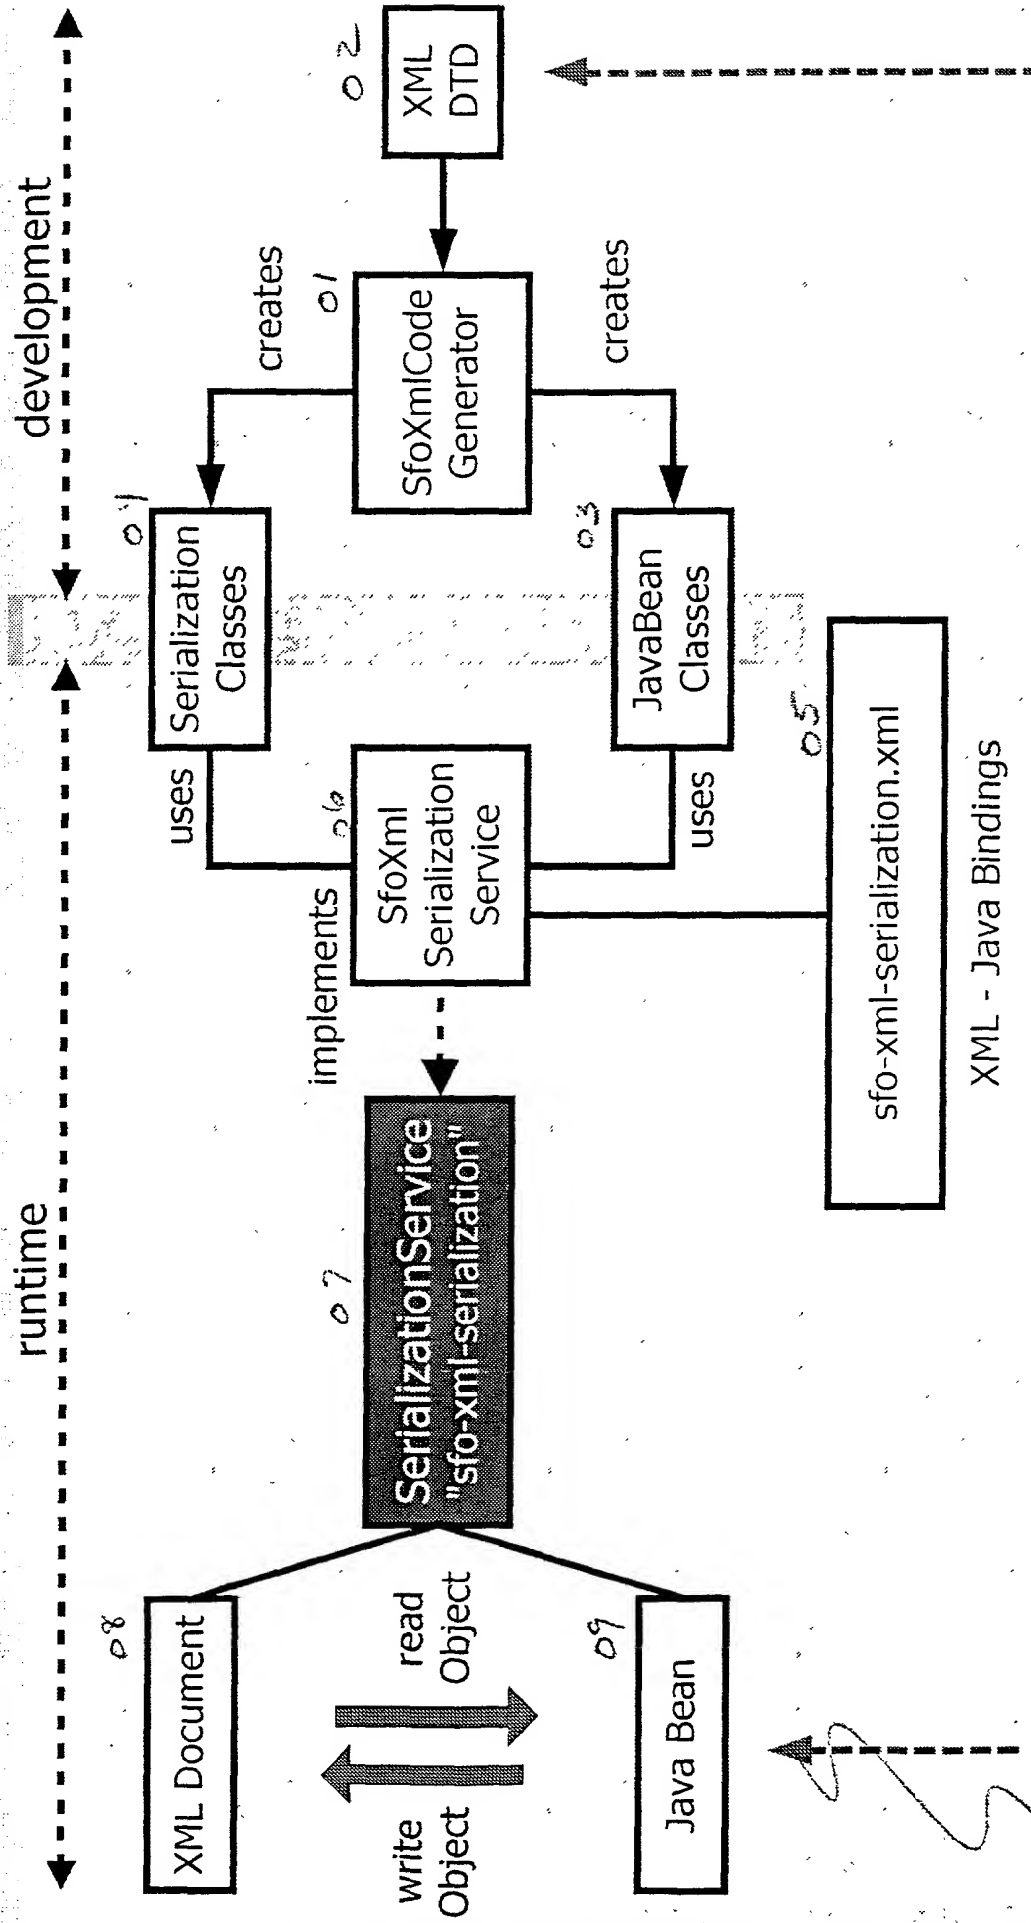 runtime
development
08
XML Document
write
Object
read
Object
09
Java Bean
07
SerializationService
"sfo-xml-serialization"
implements
06
SfoXml
Serialization
Service
uses
uses
04
Serialization
Classes
03
JavaBean
Classes
05
sfo-xml-serialization.xml
XML - Java Bindings
creates
01
SfoXmlCode
Generator
creates
02
XML
DTD